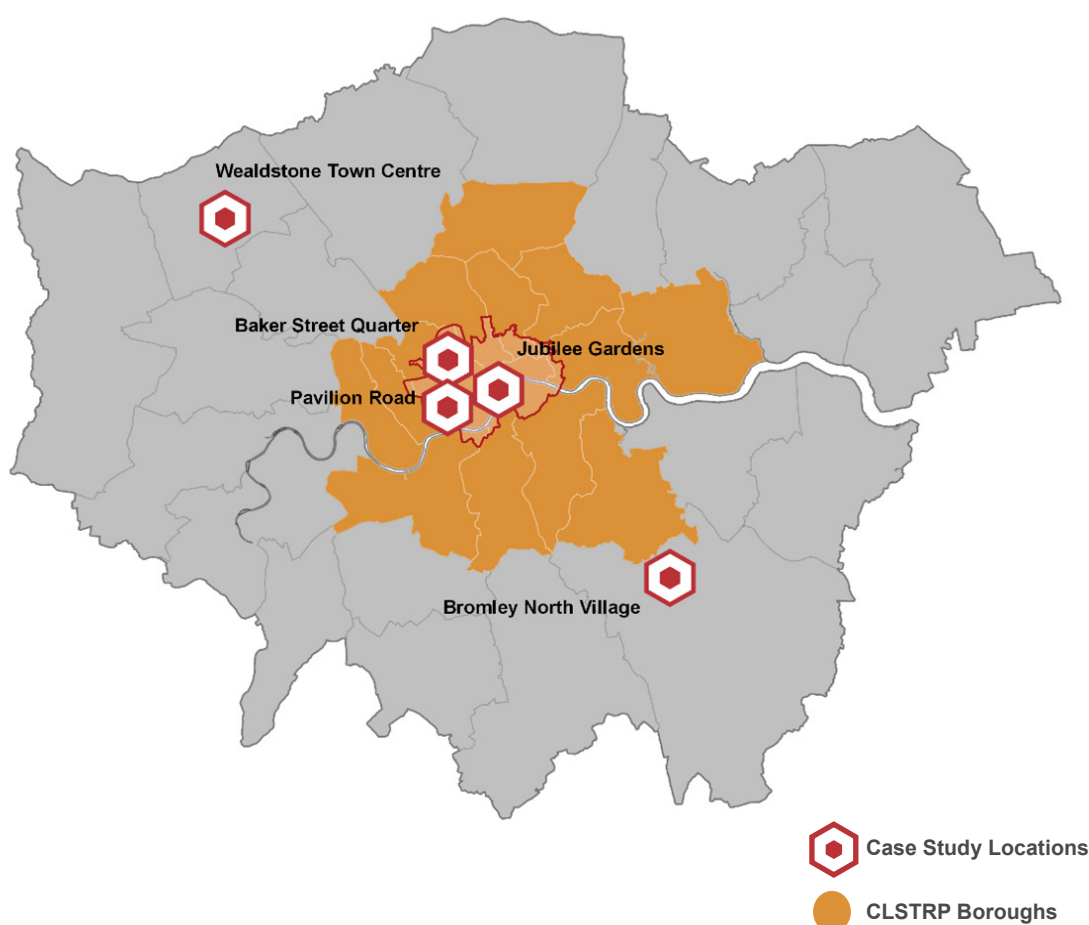 Wealdstone Town Centre
Baker Street Quarter
Jubilee Gardens
Pavilion Road
Bromley North Village
Case Study Locations
CLSTRP Boroughs